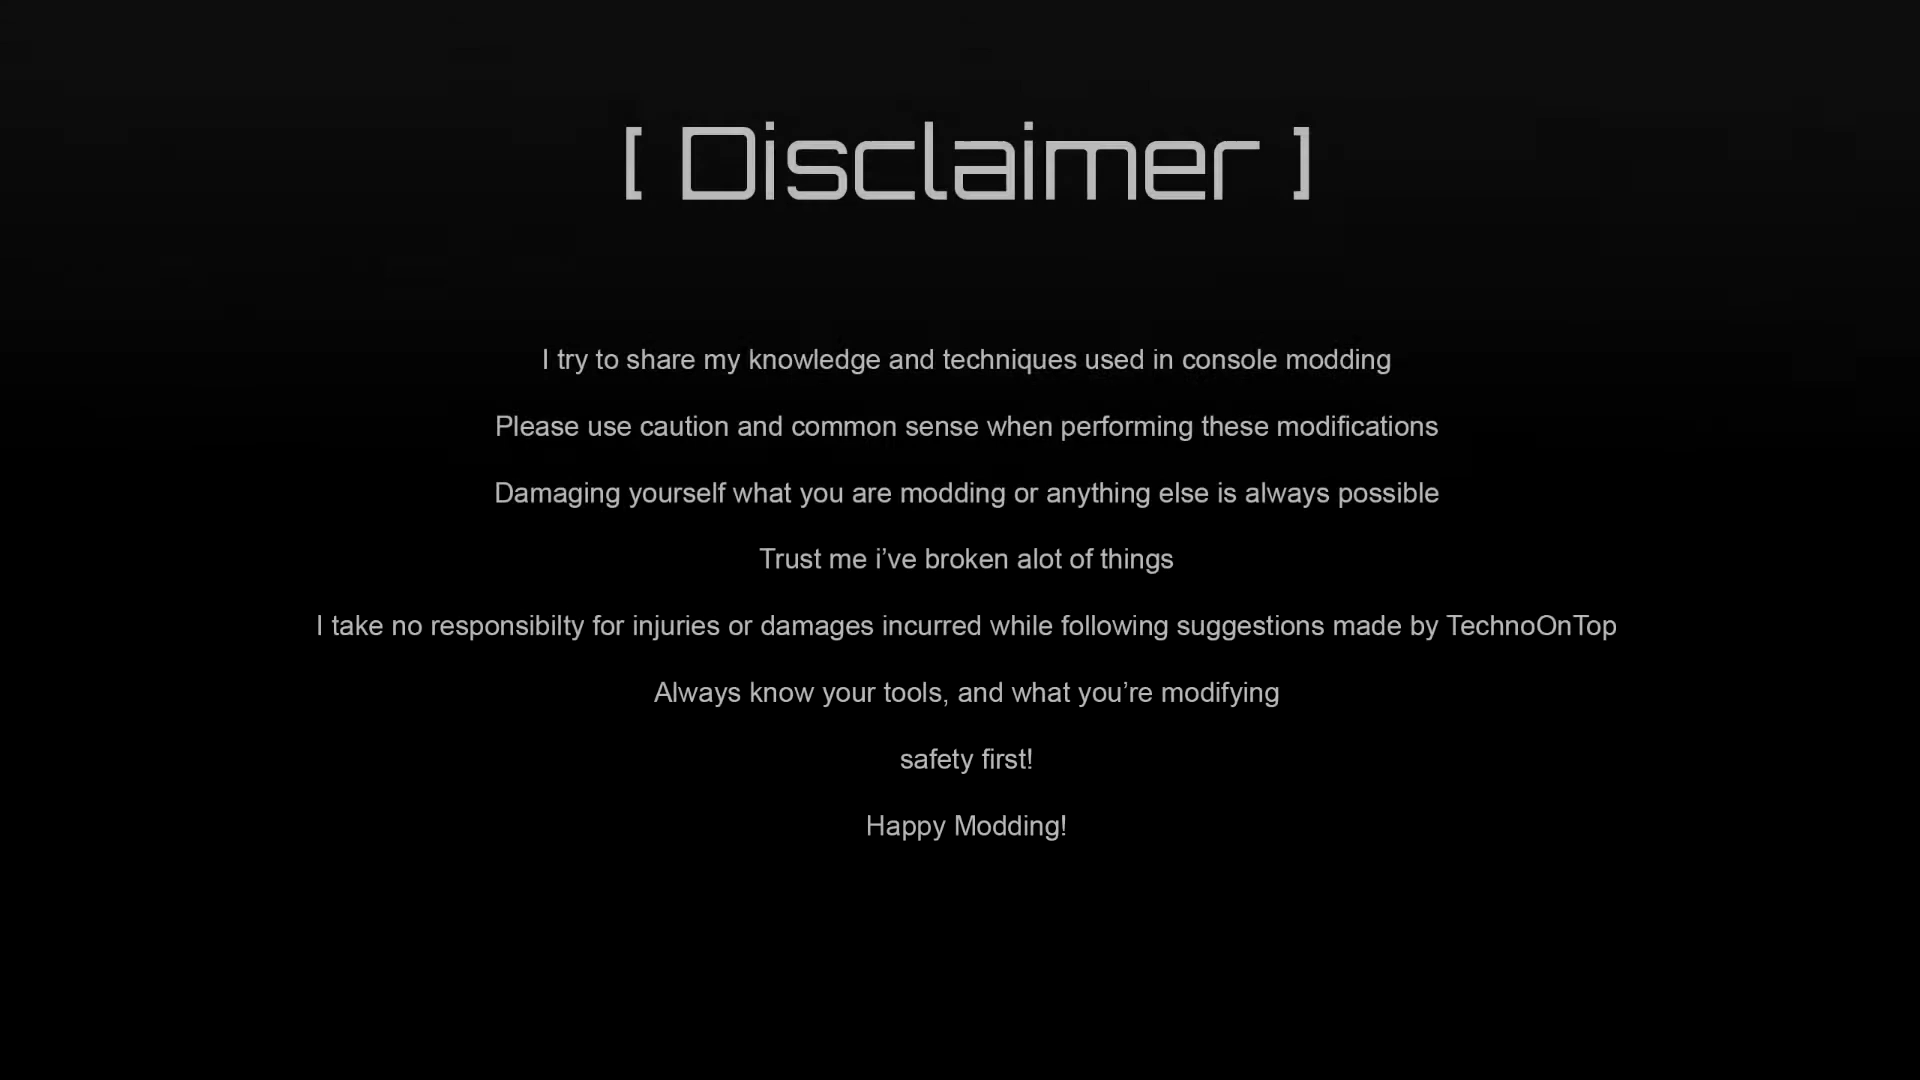 [ Disclaimer ]
I try to share my knowledge and techniques used in console modding
Please use caution and common sense when performing these modifications
Damaging yourself what you are modding or anything else is always possible
Trust me i’ve broken alot of things
I take no responsibilty for injuries or damages incurred while following suggestions made by TechnoOnTop
Always know your tools, and what you’re modifying
safety first!
Happy Modding!